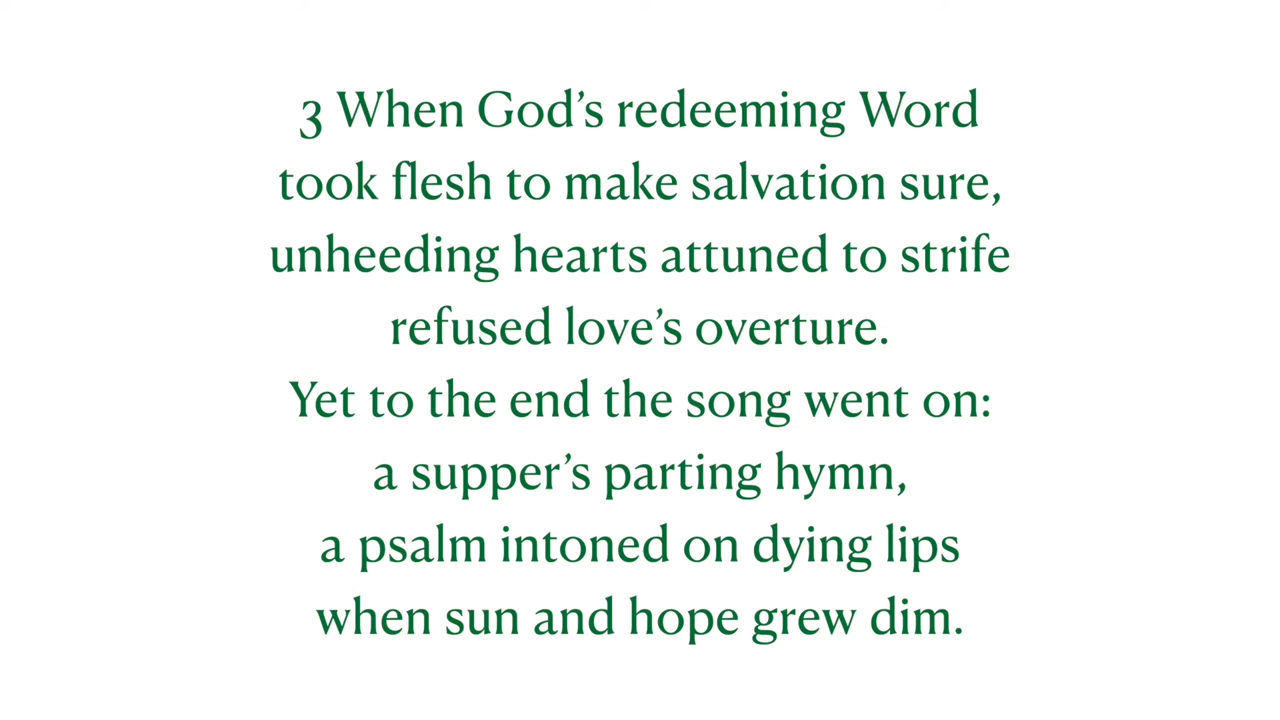 3 When God’s redeeming Word
took flesh to make salvation sure,
unheeding hearts attuned to strife
refused love’s overture.
Yet to the end the song went on:
a supper’s parting hymn,
a psalm intoned on dying lips
when sun and hope grew dim.